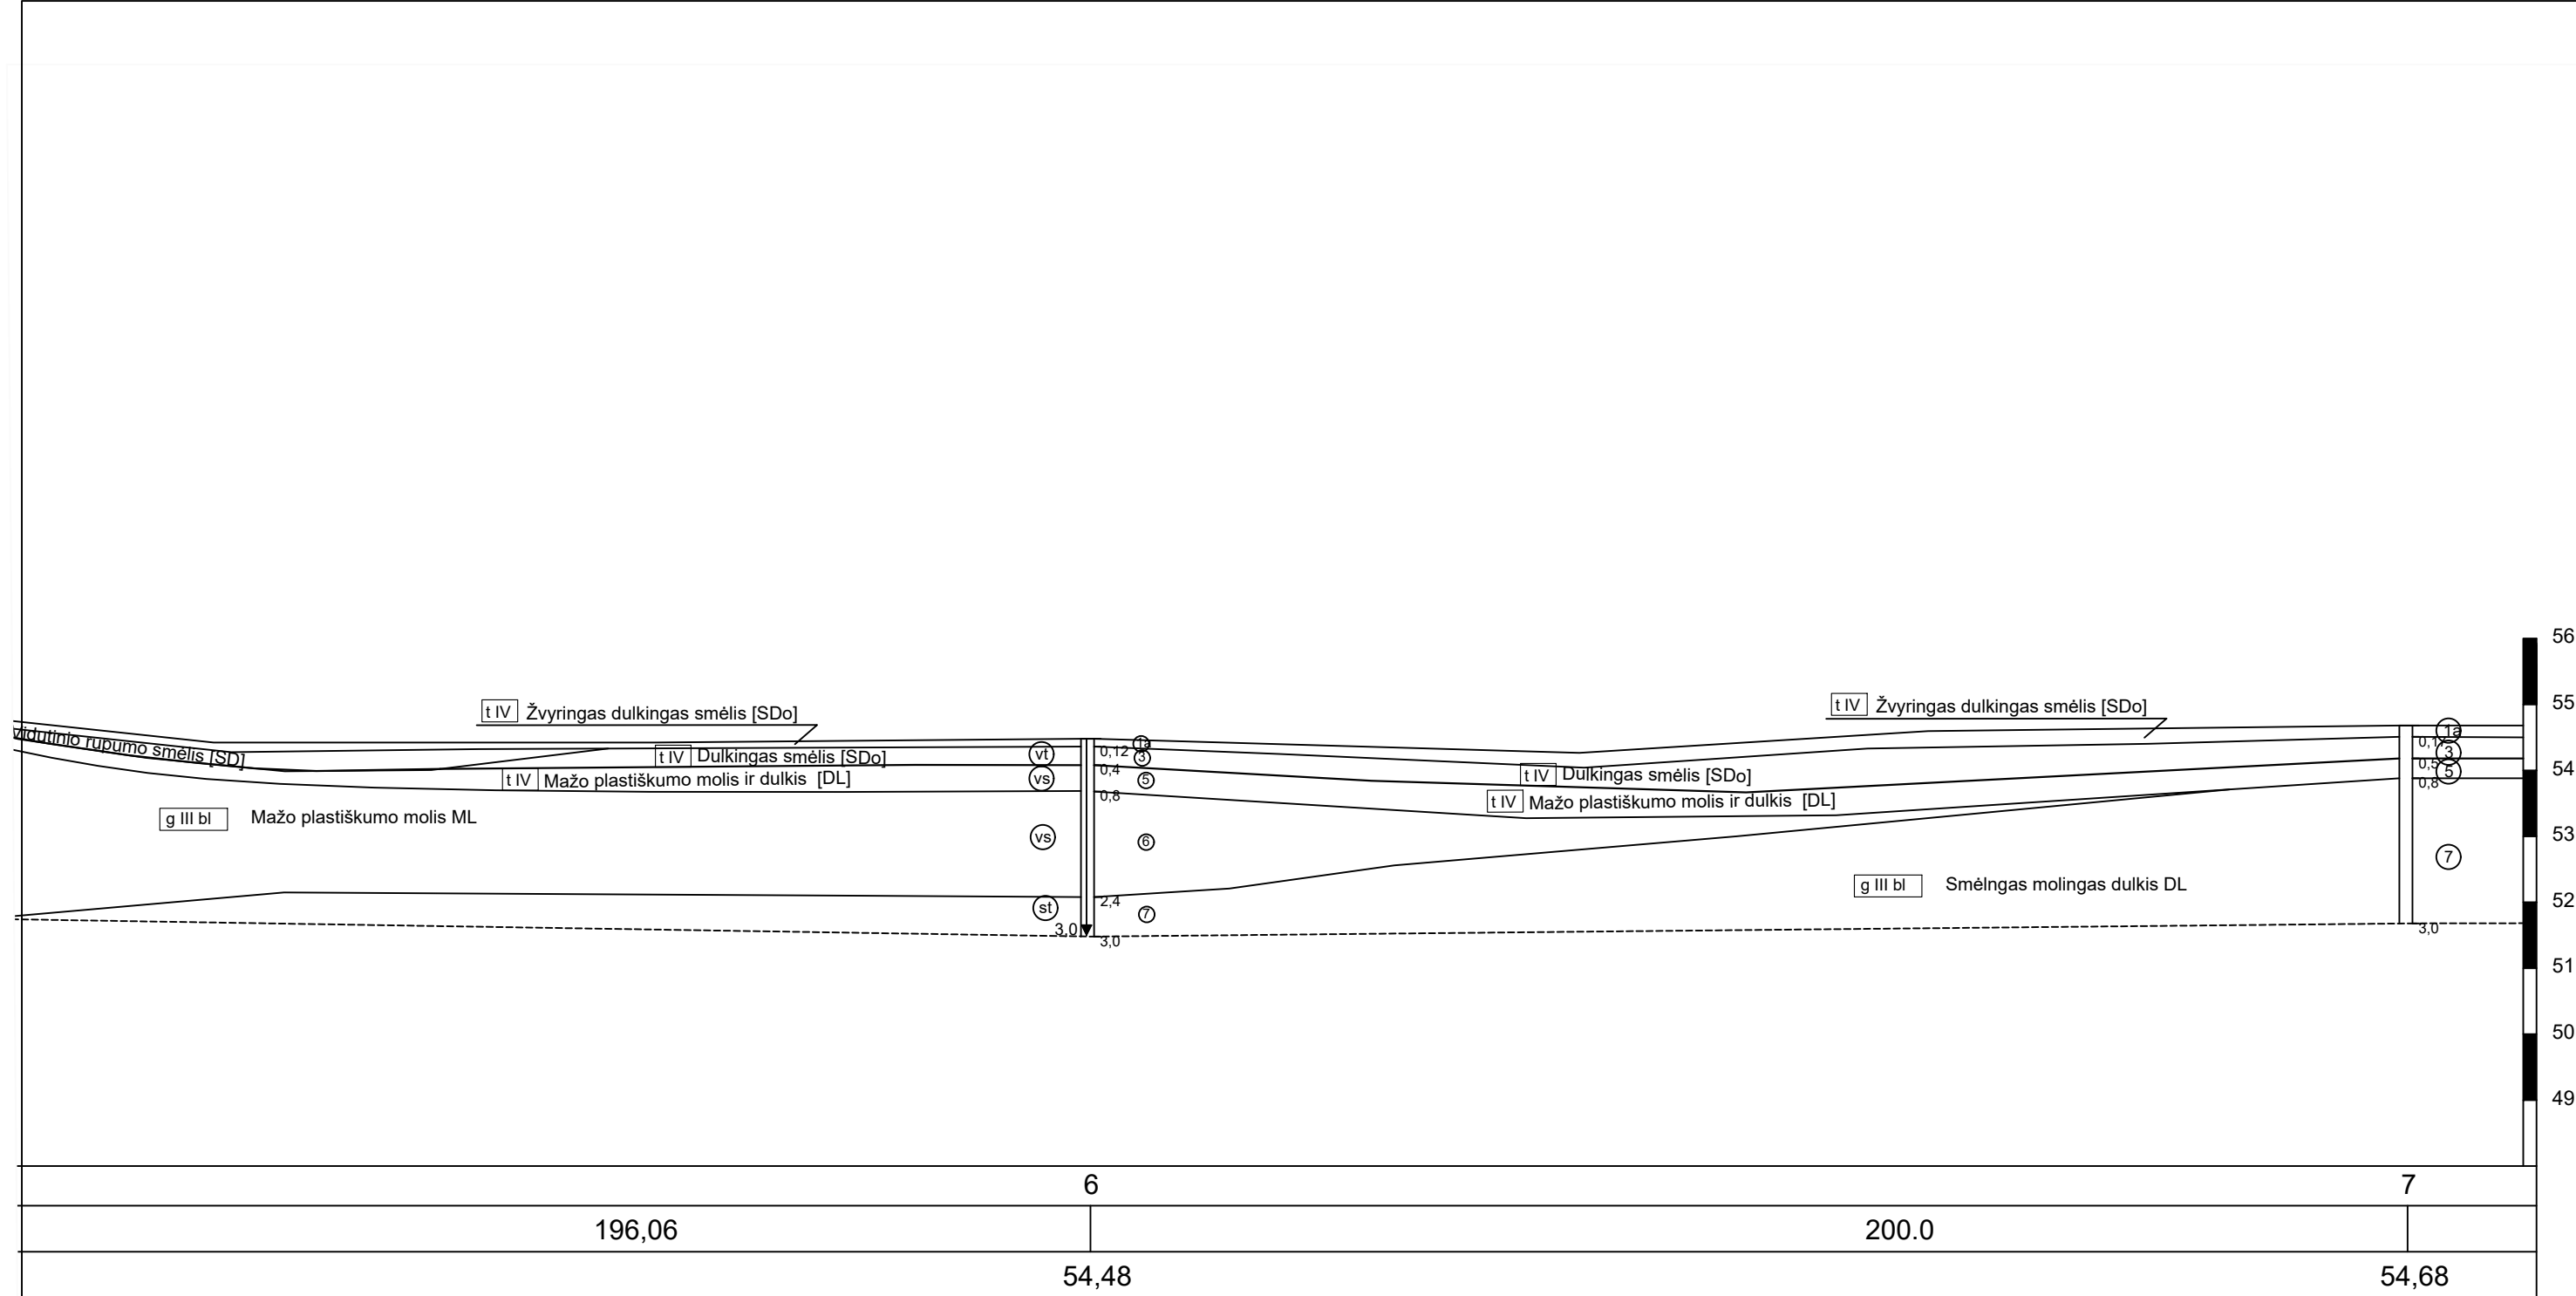 56
55
t IV Žvyringas dulkingas smėlis [SDo]
t IV Žvyringas dulkingas smėlis [SDo]
vidutinio rupumo smėlis [SD]
t IV Dulkingas smėlis [SDo]
t IV Mažo plastiškumo molis ir dulkis [DL]
vt
vs
0,12
0,4
0,8
1a
3
5
t IV Dulkingas smėlis [SDo]
t IV Mažo plastiškumo molis ir dulkis [DL]
1a
3
0,5
5
0,8
54
g III bl Mažo plastiškumo molis ML
vs
6
53
7
g III bl Smėlngas molingas dulkis DL
st
2,4
7
52
3,0
3,0
3,0
51
50
49
6
7
196,06
200.0
54,48
54,68